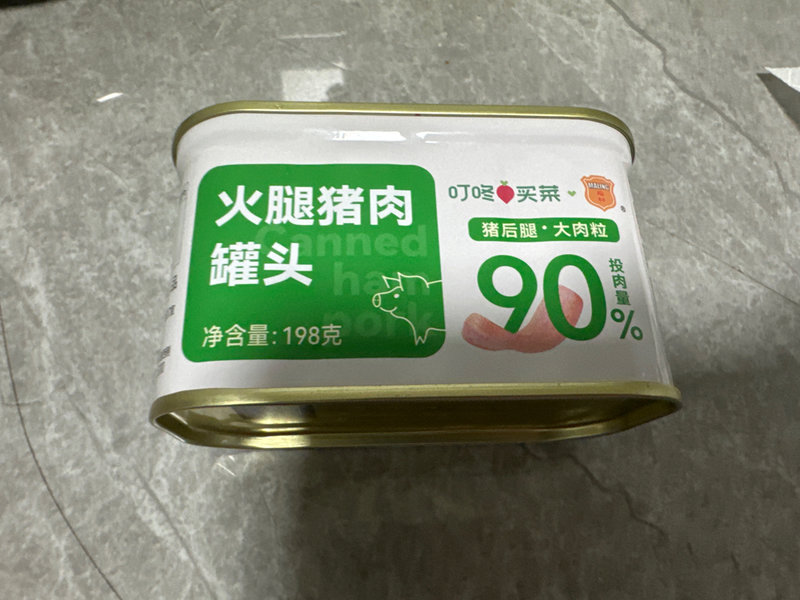 火腿猪肉
罐头
Canned
ham
pork
净含量:198克
叮咚买菜
MALING
®
猪后腿·大肉粒
90%
投肉量